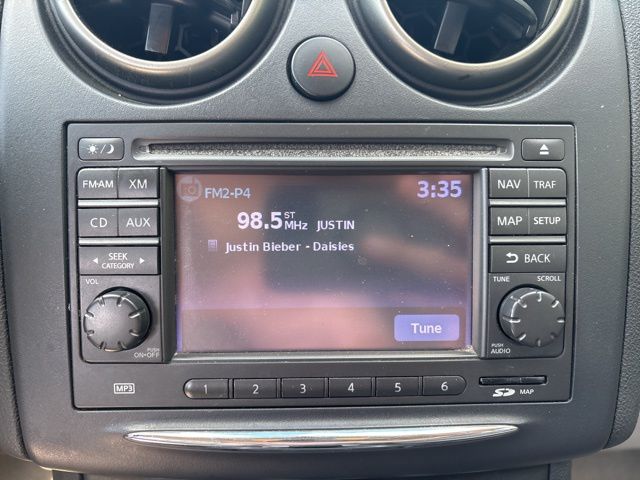 FM2-P4 3:35
98.5 ST MHz JUSTIN
Justin Bieber - Daisies
Tune
FM•AM XM
CD AUX
SEEK
CATEGORY
VOL
PUSH
ON•OFF
NAV TRAF
MAP SETUP
BACK
TUNE SCROLL
PUSH
AUDIO
MP3 1 2 3 4 5 6 SD MAP